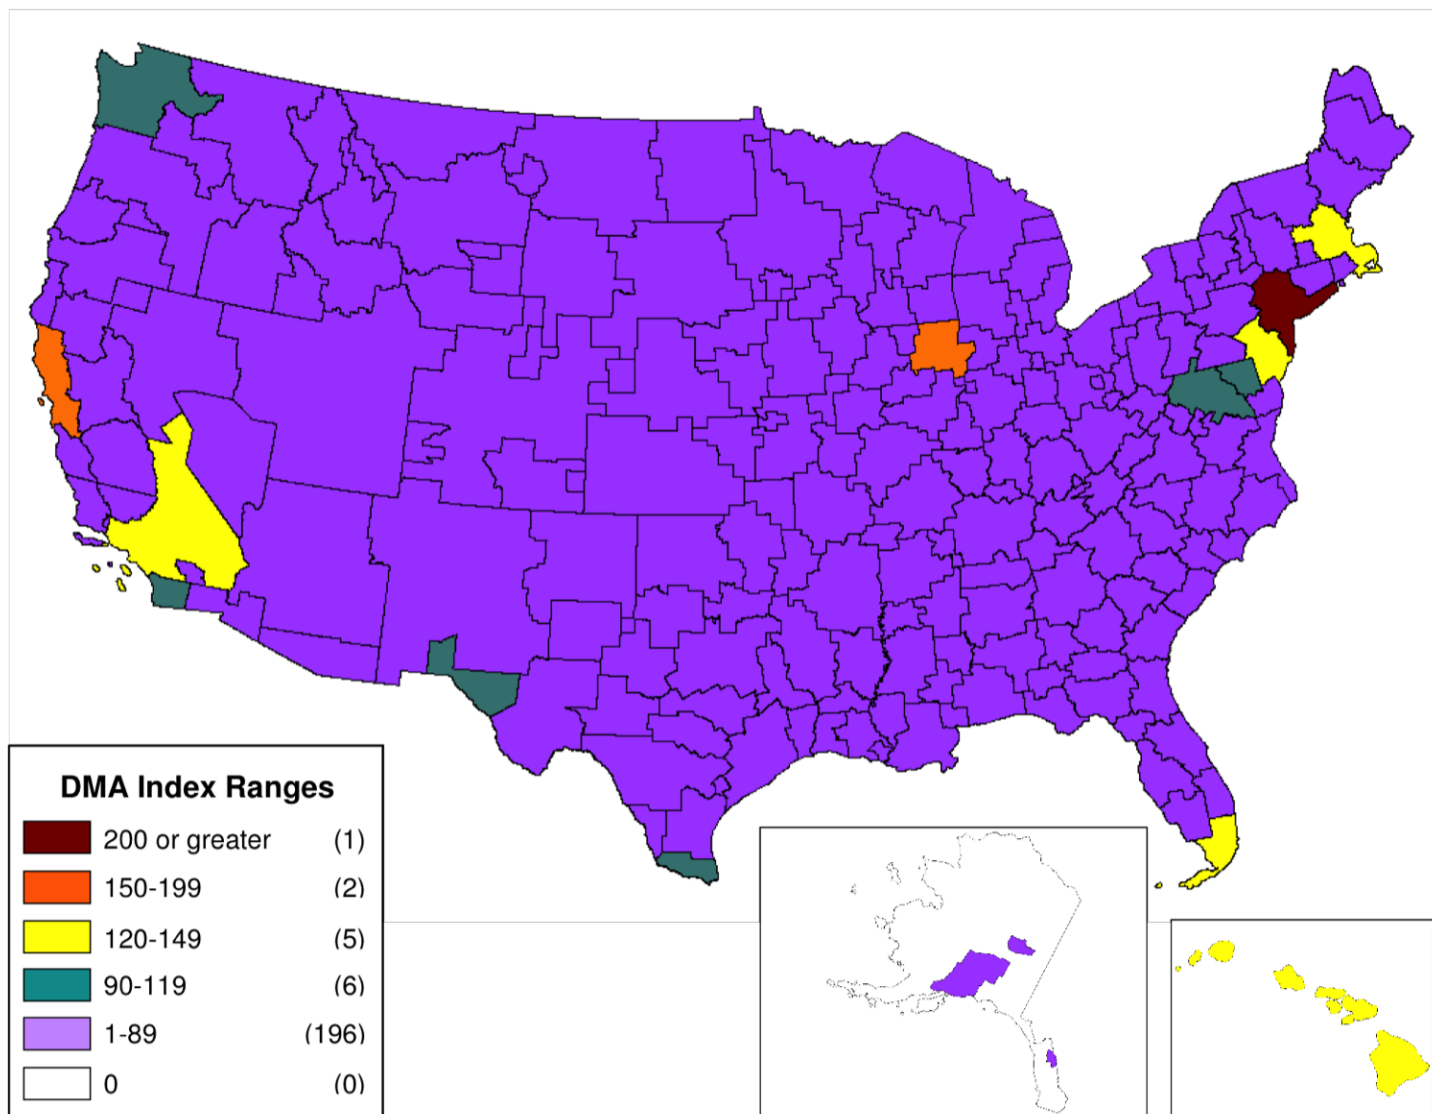 DMA Index Ranges
200 or greater (1)
150-199 (2)
120-149 (5)
90-119 (6)
1-89 (196)
0 (0)